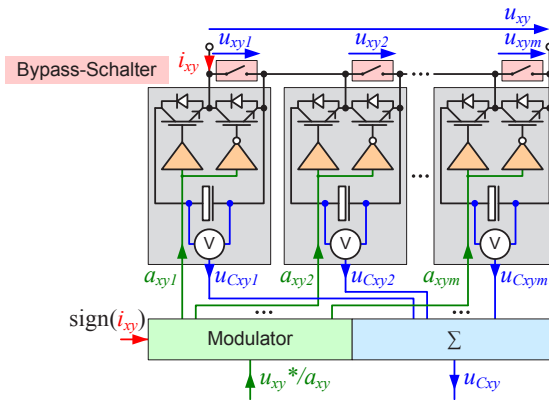 u_xy
u_xy1 u_xy2 u_xym
i_xy
Bypass-Schalter
...
...
V V V
a_xy1 u_Cxy1 a_xy2 u_Cxy2 a_xym u_Cxym
... ...
sign(i_xy)
Modulator Σ
u_xy*/a_xy u_Cxy